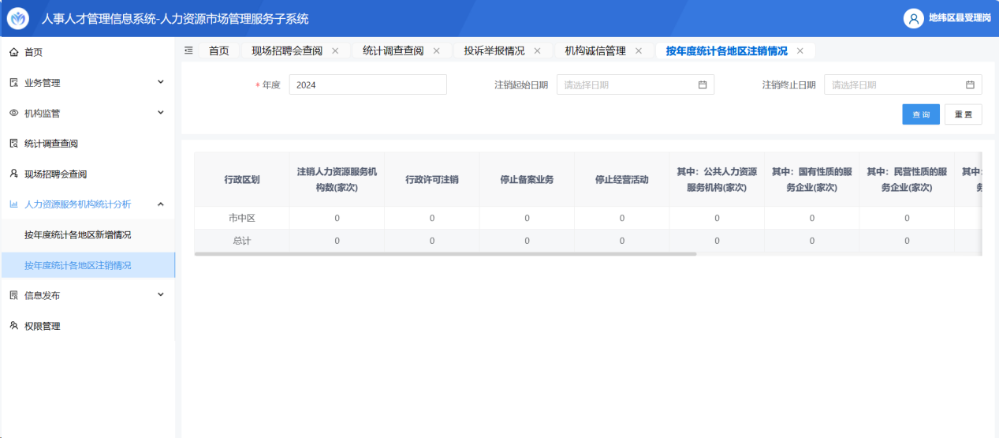 人事人才管理信息系统-人力资源市场管理服务子系统
地纬区县受理岗
首页
业务管理
机构监管
统计调查查阅
现场招聘会查阅
人力资源服务机构统计分析
按年度统计各地区新增情况
按年度统计各地区注销情况
信息发布
权限管理
首页 现场招聘会查阅 统计调查查阅 投诉举报情况 机构诚信管理 按年度统计各地区注销情况
* 年度 2024 注销起始日期 请选择日期 注销终止日期 请选择日期
查 询 重 置
行政区划 注销人力资源服务机构数(家次) 行政许可注销 停止备案业务 停止经营活动 其中：公共人力资源服务机构(家次) 其中：国有性质的服务企业(家次) 其中：民营性质的服务企业(家次) 其中：
市中区 0 0 0 0 0 0 0
总计 0 0 0 0 0 0 0